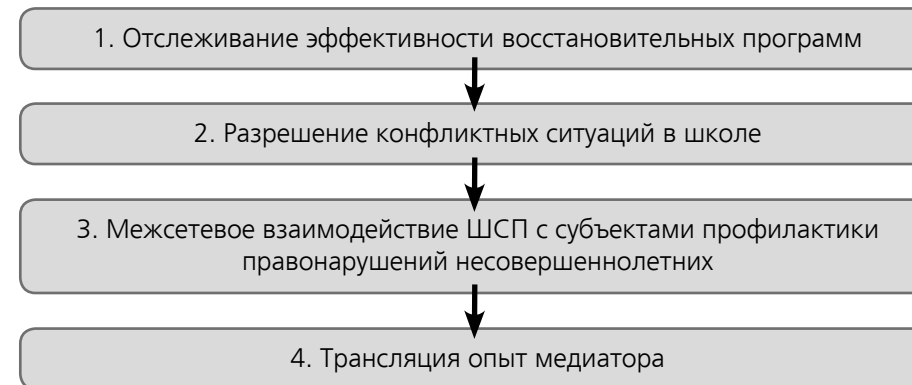 1. Отслеживание эффективности восстановительных программ
2. Разрешение конфликтных ситуаций в школе
3. Межсетевое взаимодействие ШСП с субъектами профилактики
правонарушений несовершеннолетних
4. Трансляция опыт медиатора